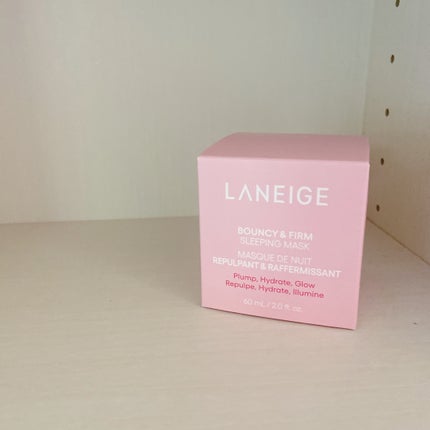 LANEIGE
BOUNCY & FIRM
SLEEPING MASK
MASQUE DE NUIT
REPULPANT & RAFFERMISSANT
Plump, Hydrate, Glow
Repulpe, Hydrate, Illumine
60 mL / 2.0 fl. oz.